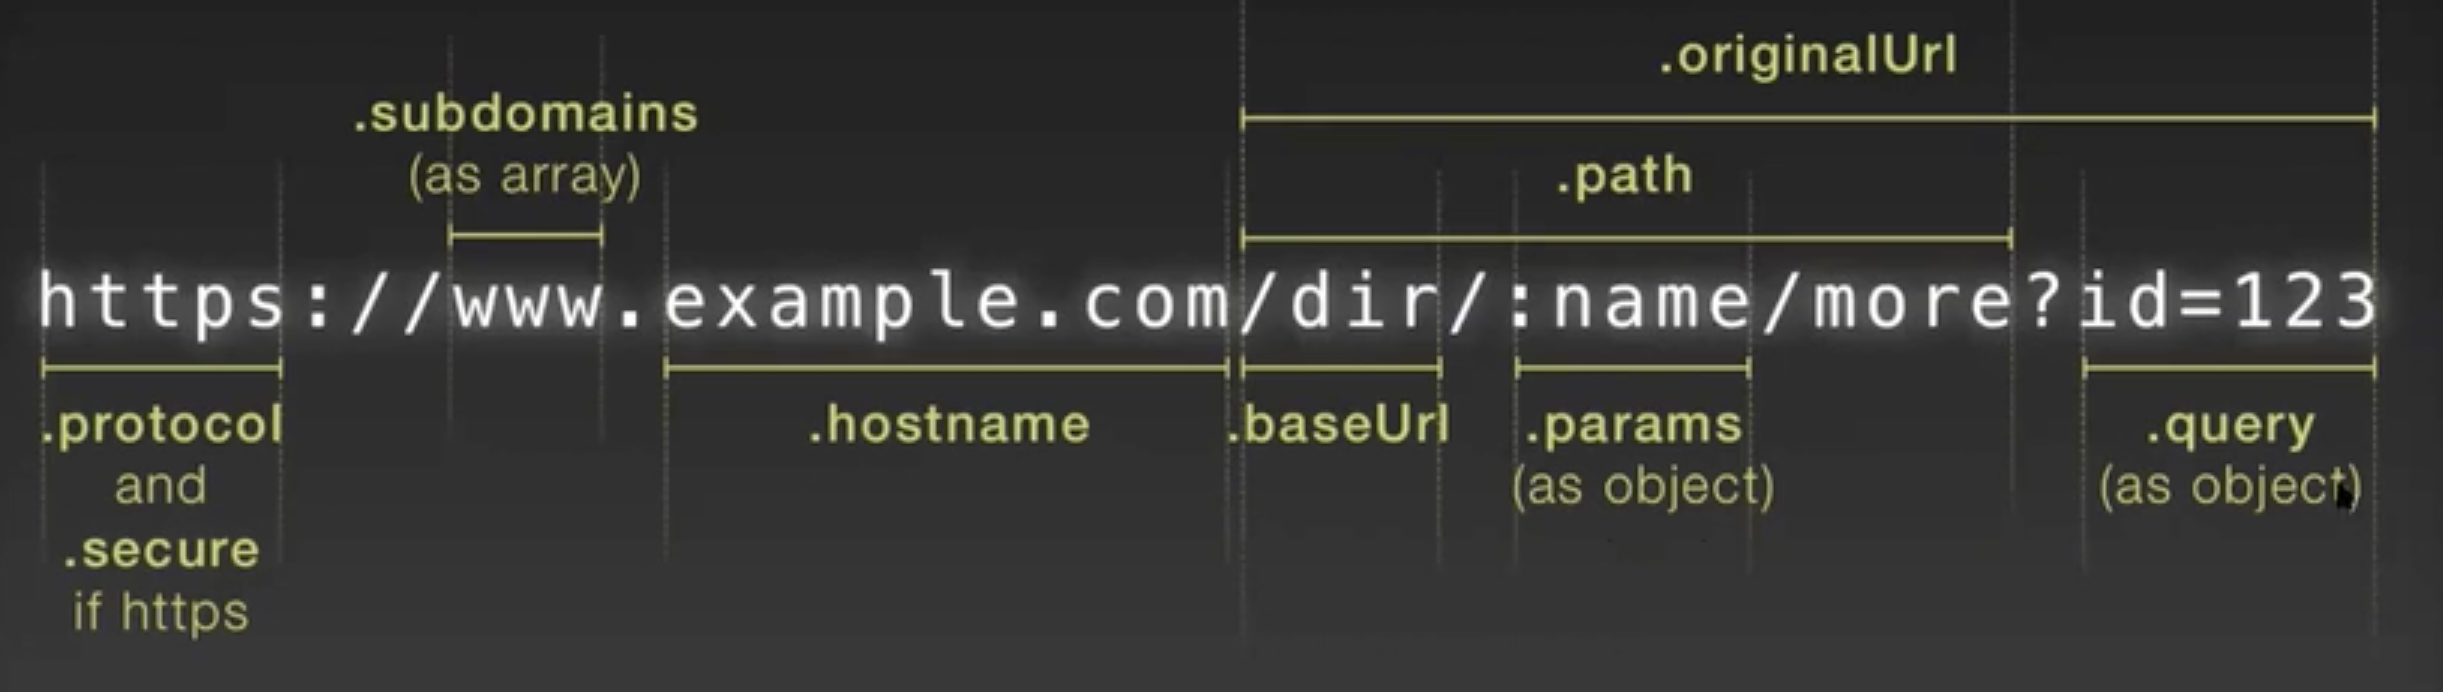 .originalUrl
.subdomains
(as array)
.path
https://www.example.com/dir/:name/more?id=123
.protocol
and
.secure
if https
.hostname
.baseUrl
.params
(as object)
.query
(as object)